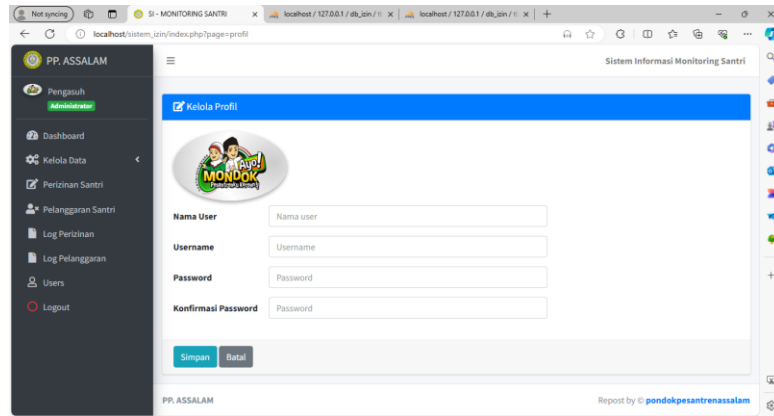 Not syncing
SI - MONITORING SANTRI
localhost / 127.0.0.1 / db_izin / t
localhost / 127.0.0.1 / db_izin / t
localhost/sistem_izin/index.php?page=profil
PP. ASSALAM
Sistem Informasi Monitoring Santri
Pengasuh
Administrator
Kelola Profil
Dashboard
Kelola Data
Perizinan Santri
Pelanggaran Santri
Log Perizinan
Log Pelanggaran
Users
Logout
Ayo!
MONDOK
Nama User
Nama user
Username
Username
Password
Password
Konfirmasi Password
Password
Simpan
Batal
PP. ASSALAM
Repost by © pondokpesantrenassalam